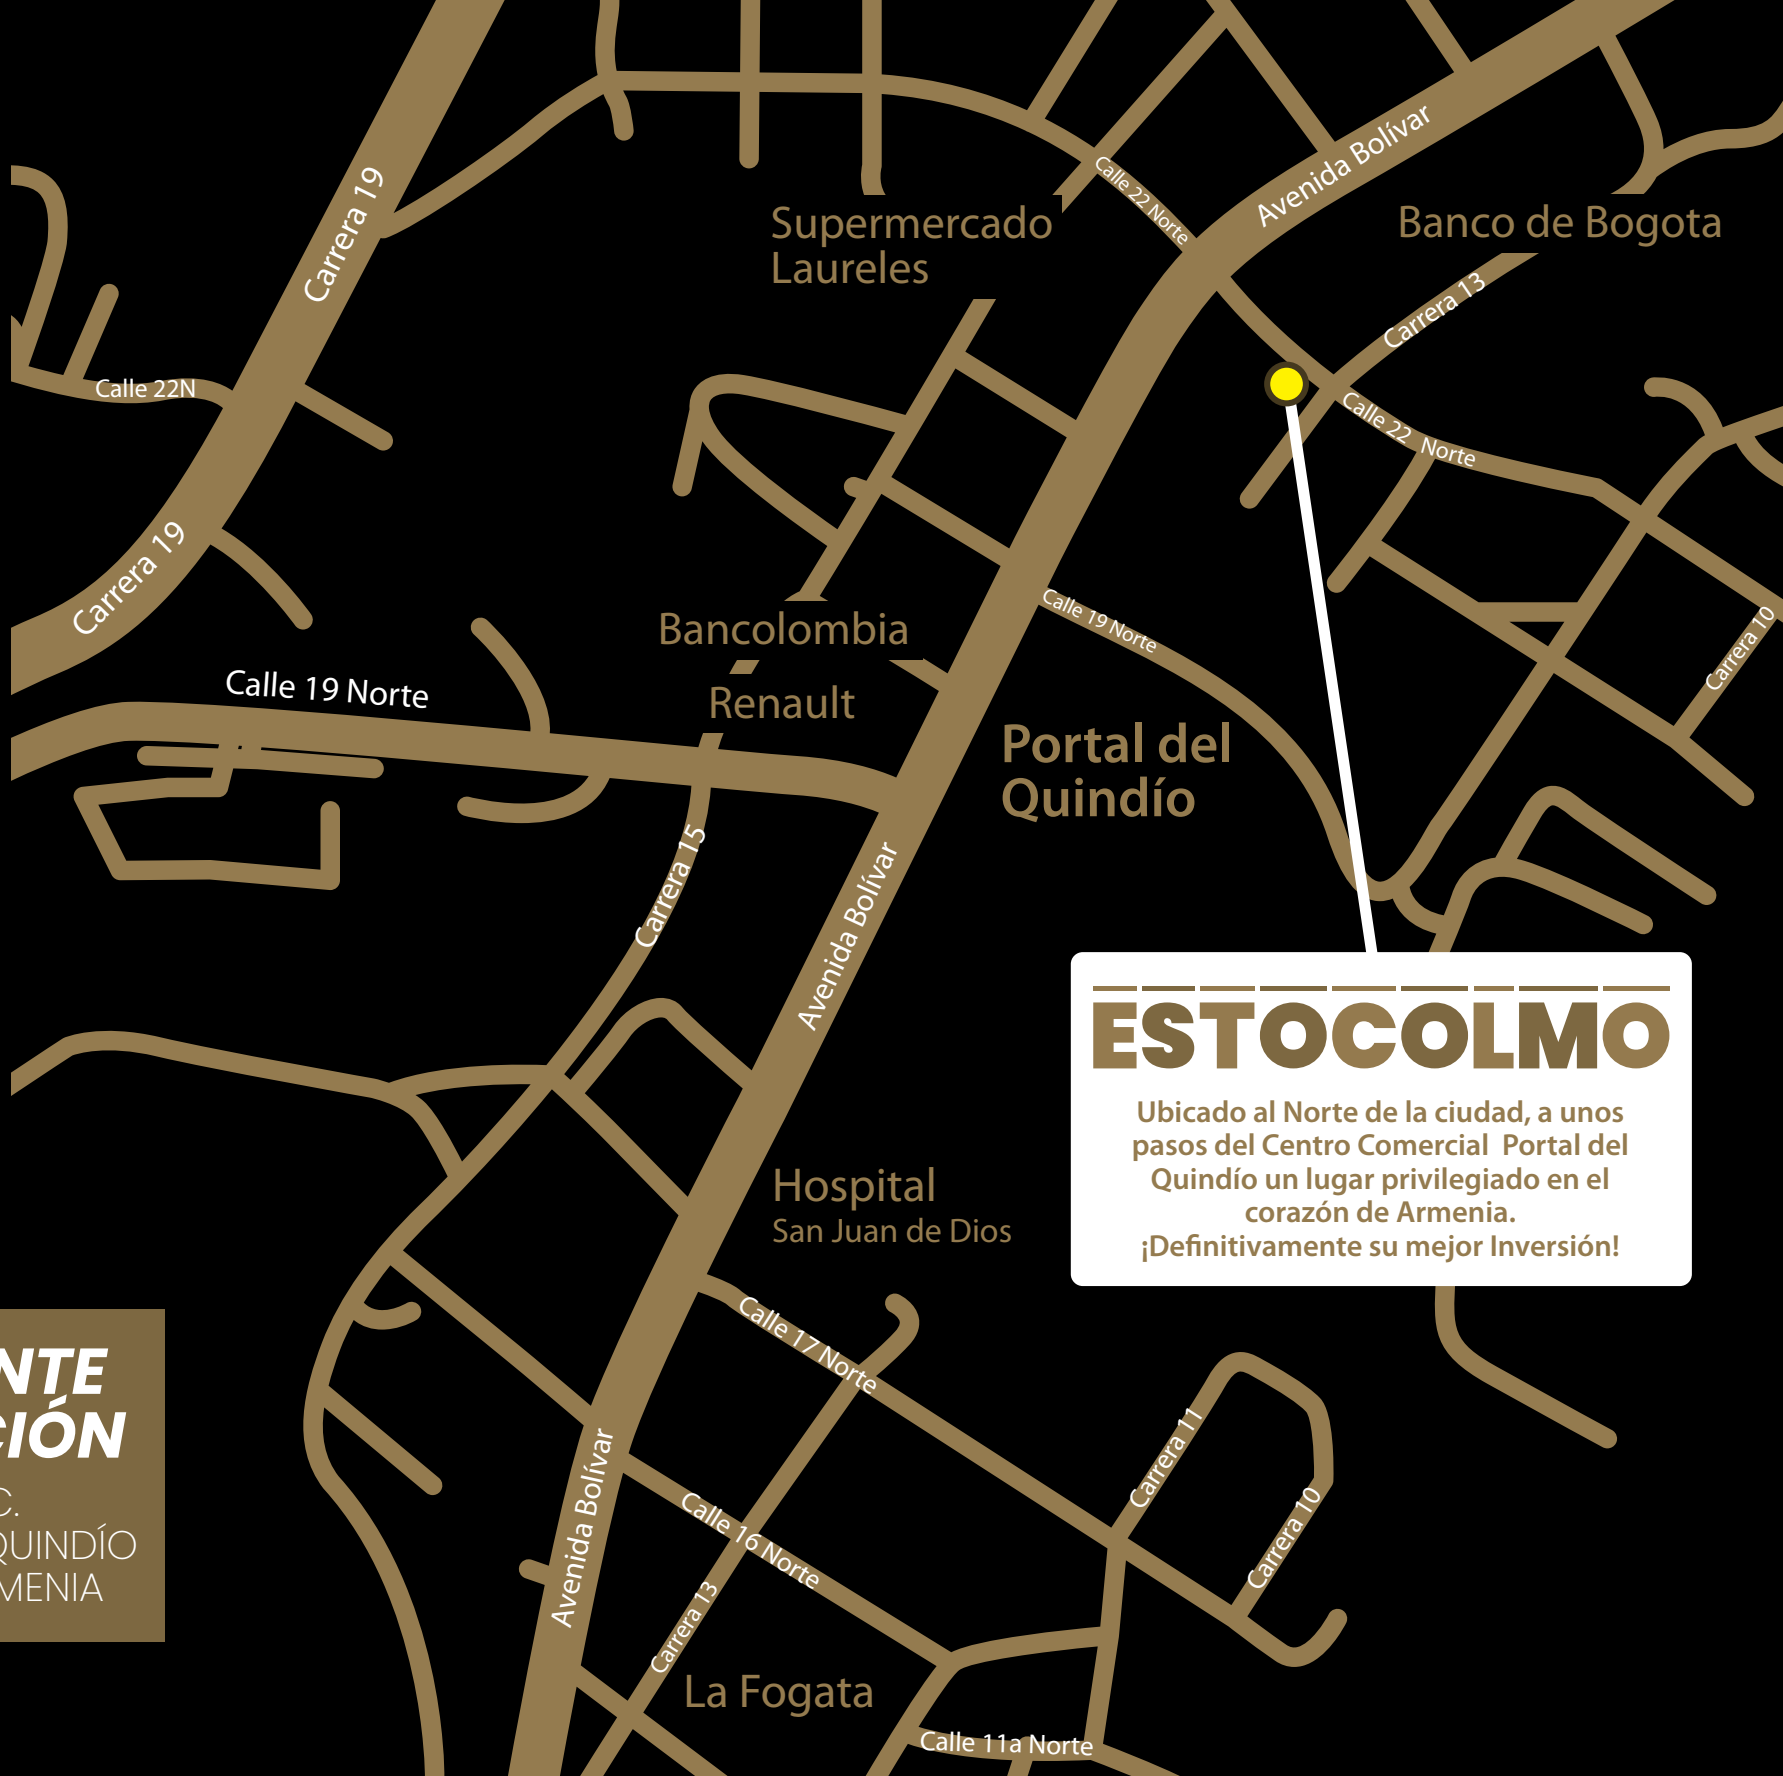 Carrera 19
Calle 22 Norte
Avenida Bolívar
Supermercado
Laureles
Banco de Bogota
Carrera 13
Calle 22N
Calle 22 Norte
Carrera 19
Calle 19 Norte
Bancolombia
Carrera 10
Calle 19 Norte
Renault
Portal del
Quindío
Carrera 15
Avenida Bolívar
ESTOCOLMO
Ubicado al Norte de la ciudad, a unos
pasos del Centro Comercial Portal del
Quindío un lugar privilegiado en el
corazón de Armenia.
¡Definitivamente su mejor Inversión!
Hospital
San Juan de Dios
Calle 17 Norte
NTE
CIÓN
C.
QUINDÍO
MENIA
Carrera 11
Carrera 10
Avenida Bolívar
Calle 16 Norte
Carrera 13
La Fogata
Calle 11a Norte